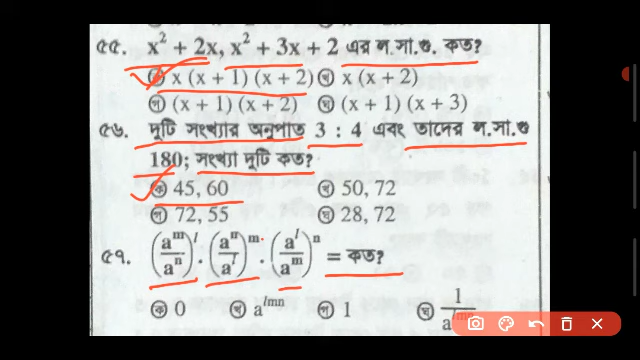 ৫৫. x² + 2x, x² + 3x + 2 এর ল.সা.গু. কত?
ক x (x + 1) (x + 2) খ x (x + 2)
গ (x + 1) (x + 2) ঘ (x + 1) (x + 3)
৫৬. দুটি সংখ্যার অনুপাত 3 : 4 এবং তাদের ল.সা.গু
180; সংখ্যা দুটি কত?
ক 45, 60 খ 50, 72
গ 72, 55 ঘ 28, 72
৫৭. (aᵐ/aⁿ)ˡ · (aⁿ/aˡ)ᵐ · (aˡ/aᵐ)ⁿ = কত?
ক 0 খ aˡᵐⁿ গ 1 ঘ 1/a